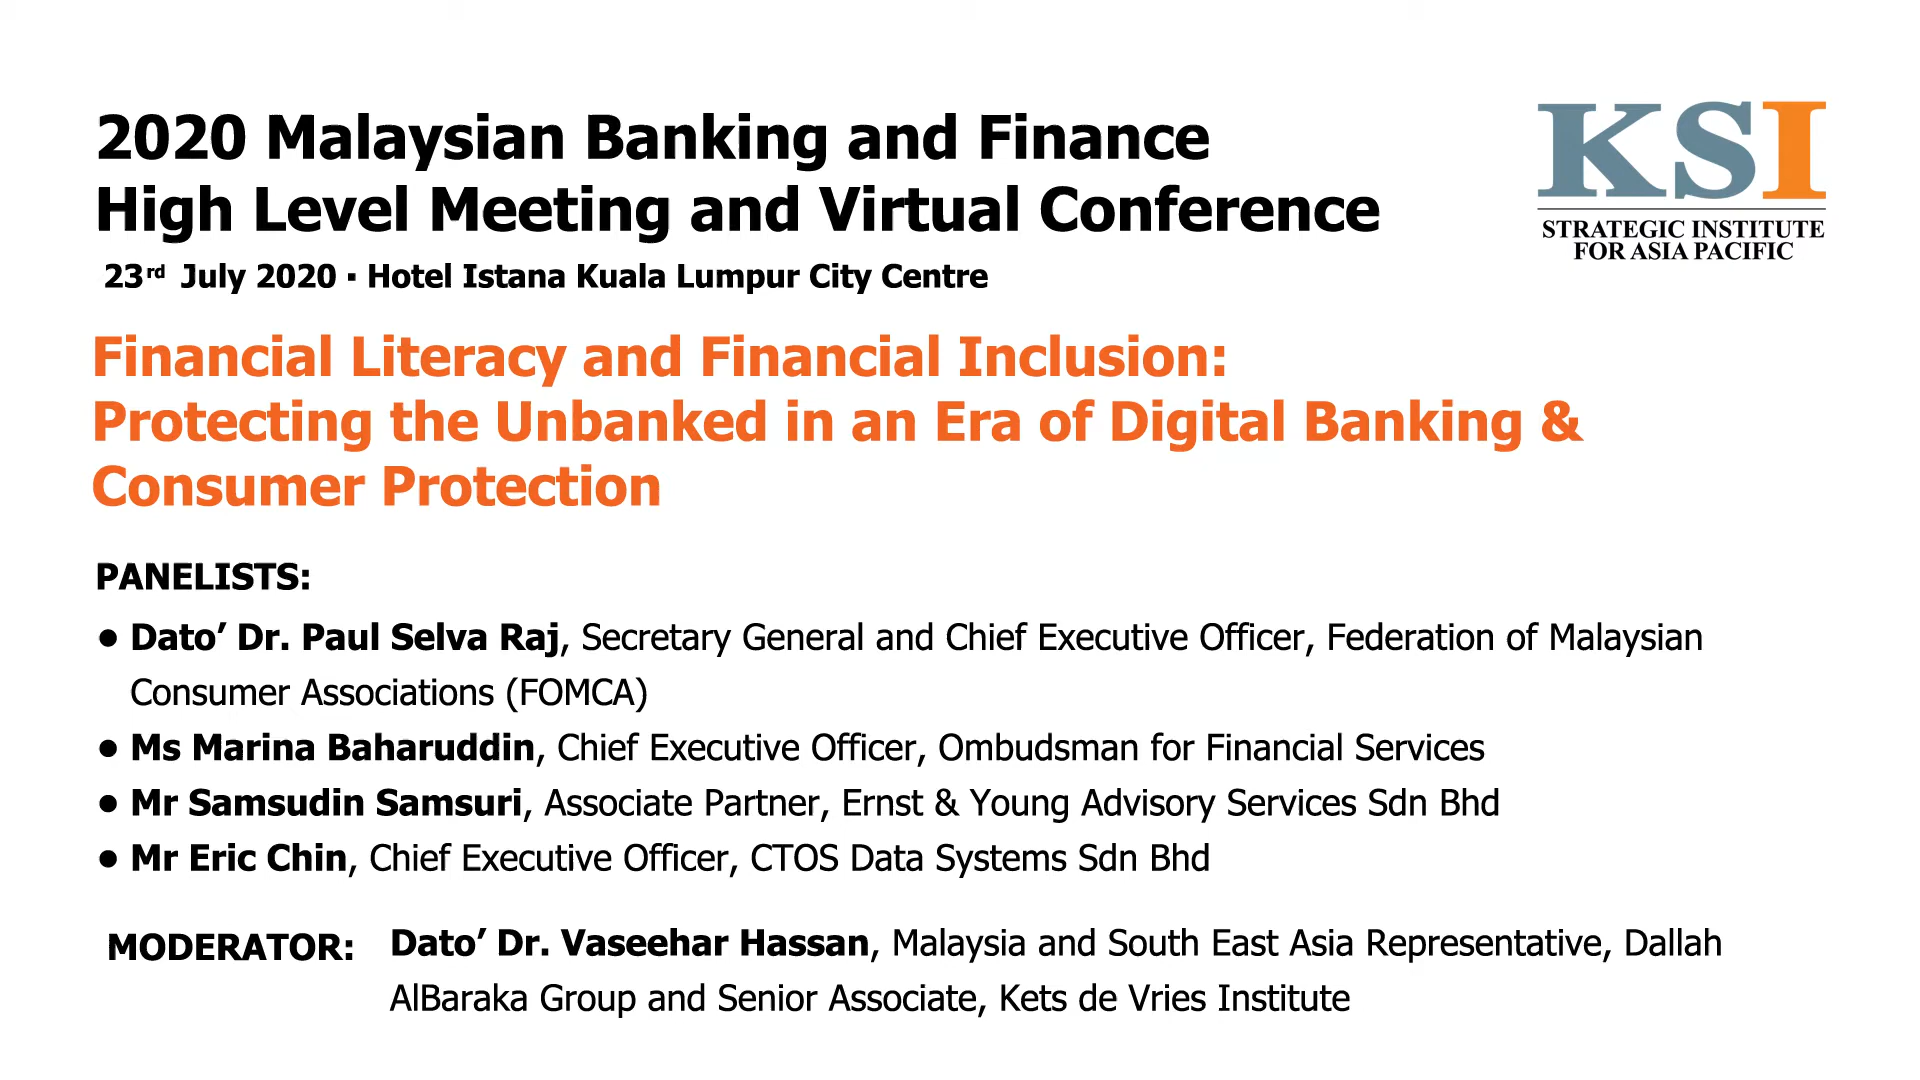 2020 Malaysian Banking and Finance
High Level Meeting and Virtual Conference
23rd July 2020 · Hotel Istana Kuala Lumpur City Centre
KSI
STRATEGIC INSTITUTE
FOR ASIA PACIFIC
Financial Literacy and Financial Inclusion:
Protecting the Unbanked in an Era of Digital Banking &
Consumer Protection
PANELISTS:
● Dato’ Dr. Paul Selva Raj, Secretary General and Chief Executive Officer, Federation of Malaysian
Consumer Associations (FOMCA)
● Ms Marina Baharuddin, Chief Executive Officer, Ombudsman for Financial Services
● Mr Samsudin Samsuri, Associate Partner, Ernst & Young Advisory Services Sdn Bhd
● Mr Eric Chin, Chief Executive Officer, CTOS Data Systems Sdn Bhd
MODERATOR: Dato’ Dr. Vaseehar Hassan, Malaysia and South East Asia Representative, Dallah
AlBaraka Group and Senior Associate, Kets de Vries Institute